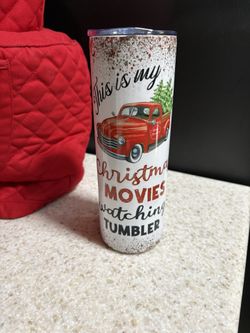 This is my
Christmas
MOVIES
watching
TUMBLER